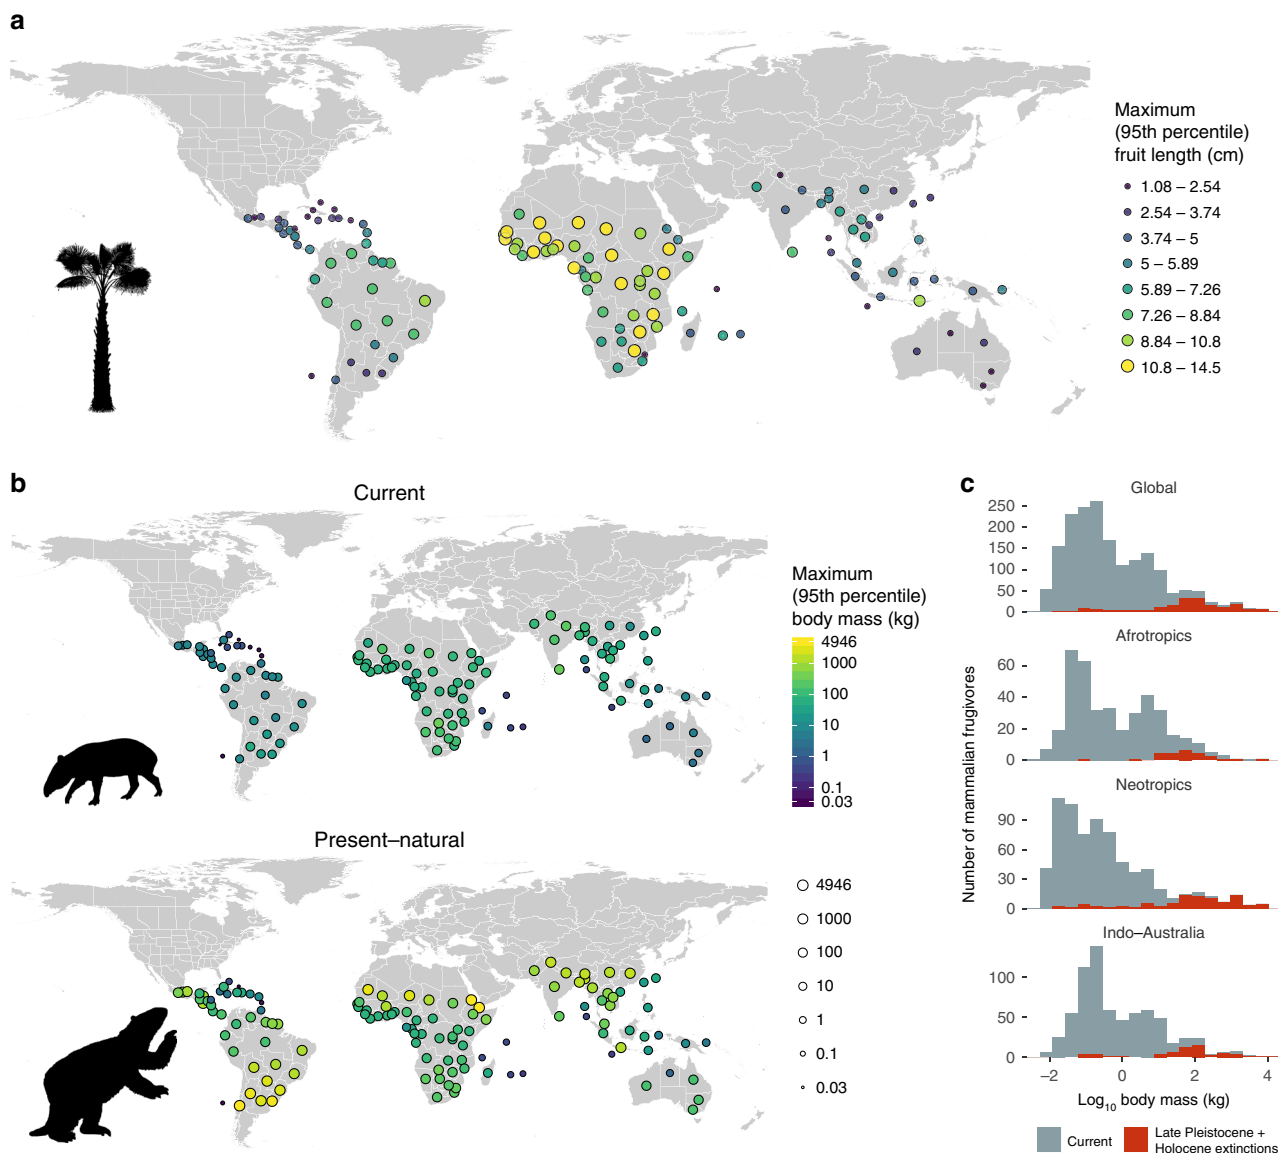 a
Maximum
(95th percentile)
fruit length (cm)
1.08 – 2.54
2.54 – 3.74
3.74 – 5
5 – 5.89
5.89 – 7.26
7.26 – 8.84
8.84 – 10.8
10.8 – 14.5
b
Current
Maximum
(95th percentile)
body mass (kg)
4946
1000
100
10
1
0.1
0.03
Present–natural
4946
1000
100
10
1
0.1
0.03
c
Number of mammalian frugivores
Global
250
200
150
100
50
0
Afrotropics
60
40
20
0
Neotropics
90
60
30
0
Indo–Australia
100
50
0
–2 0 2 4
Log10 body mass (kg)
Current
Late Pleistocene +
Holocene extinctions